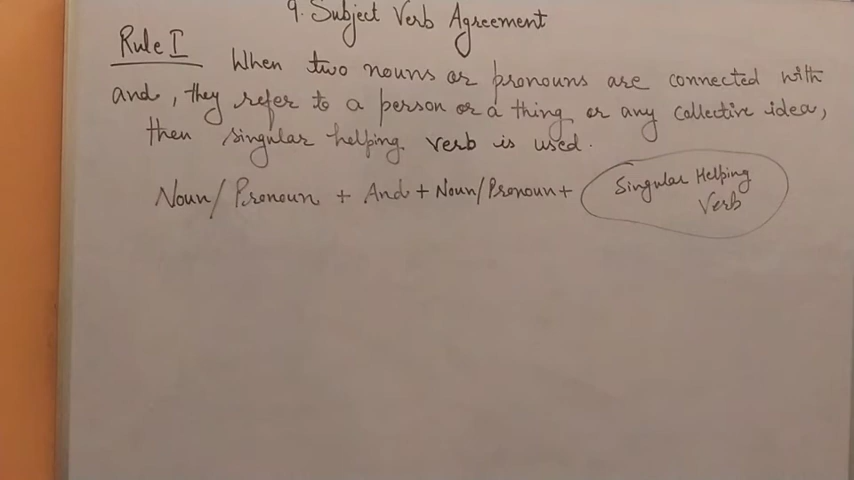 9. Subject Verb Agreement
Rule I When two nouns or pronouns are connected with
and, they refer to a person or a thing or any collective idea,
then singular helping verb is used.
Noun/Pronoun + And + Noun/Pronoun + Singular Helping
Verb